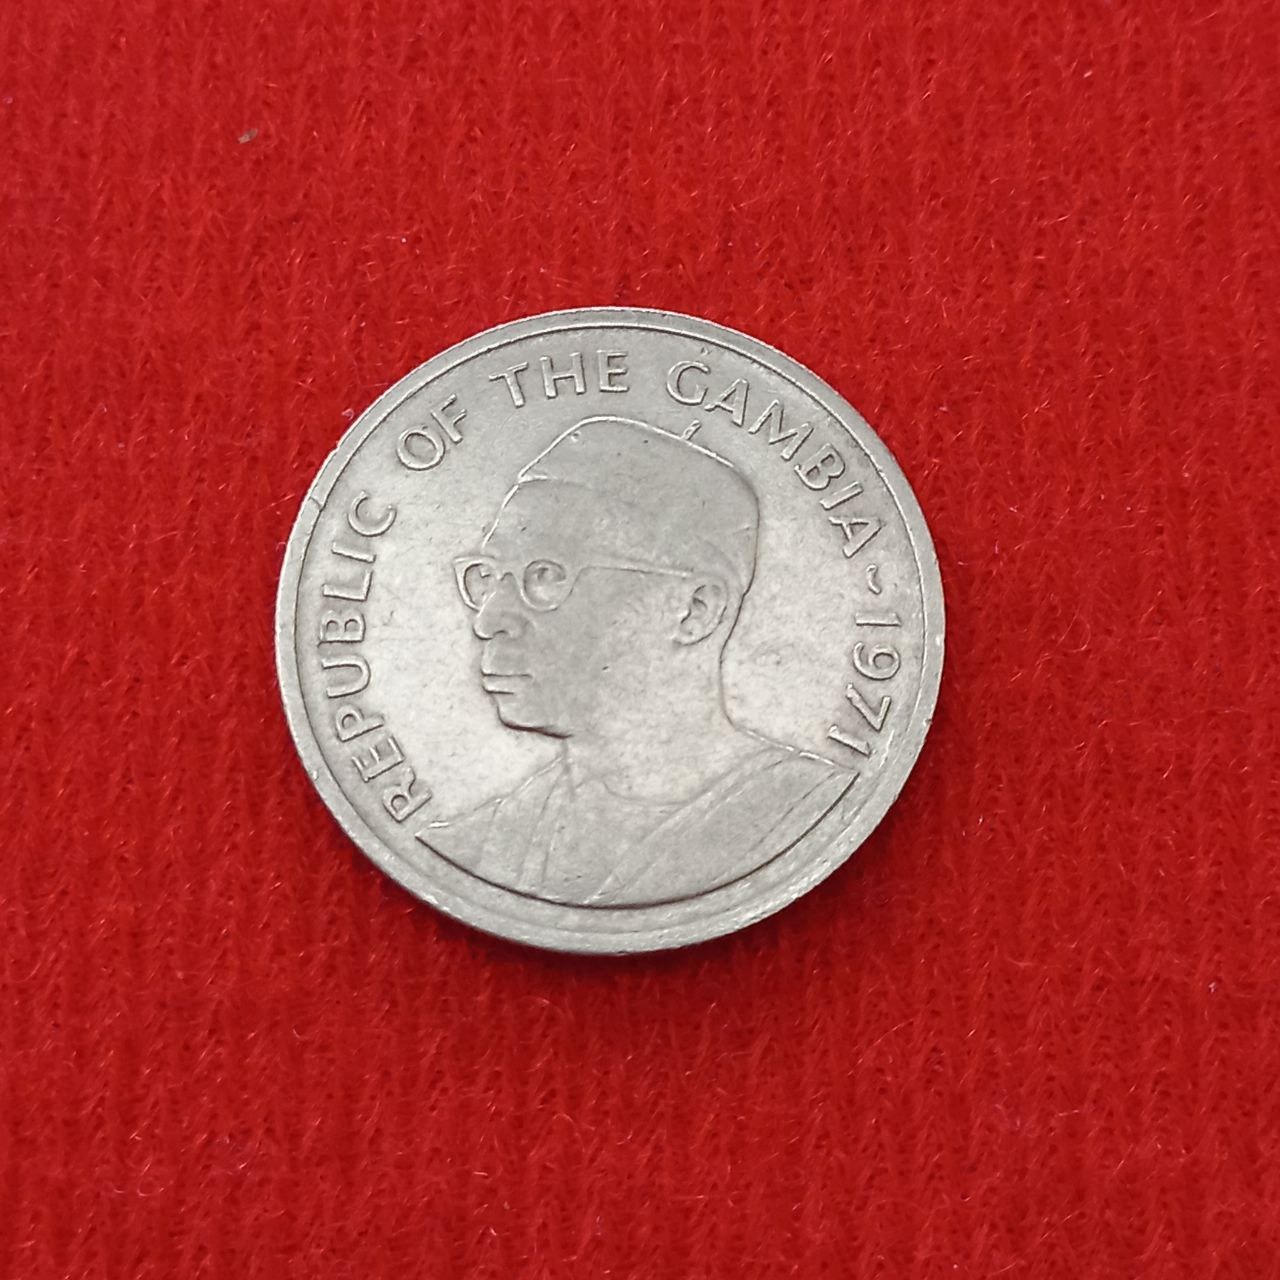 REPUBLIC OF THE GAMBIA ~ 1971